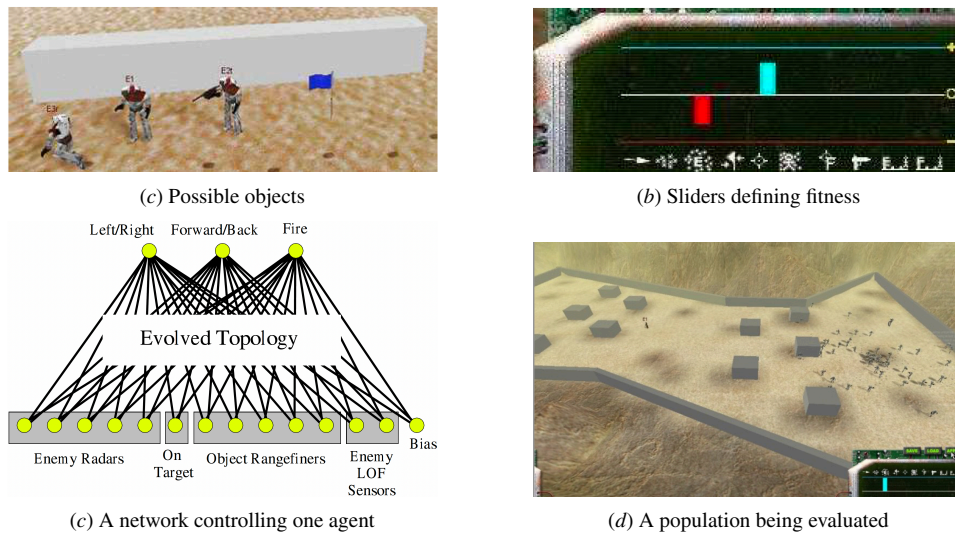 E1
E2t
E3r
(c) Possible objects
E
F
(b) Sliders defining fitness
Left/Right Forward/Back Fire
Evolved Topology
Enemy Radars
On
Target
Object Rangefiners
Enemy
LOF
Sensors
Bias
(c) A network controlling one agent
(d) A population being evaluated